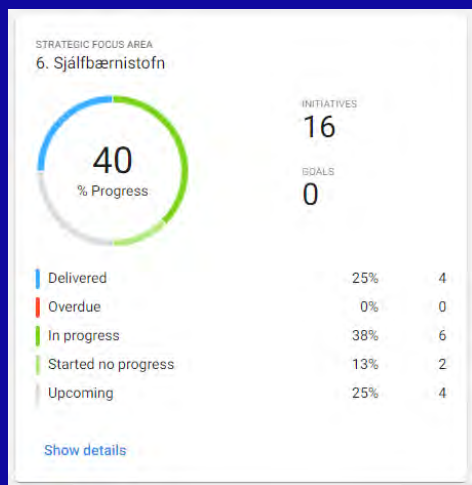 STRATEGIC FOCUS AREA
6. Sjálfbærnistofn
40
% Progress
INITIATIVES
16
GOALS
0
Delivered 25% 4
Overdue 0% 0
In progress 38% 6
Started no progress 13% 2
Upcoming 25% 4
Show details